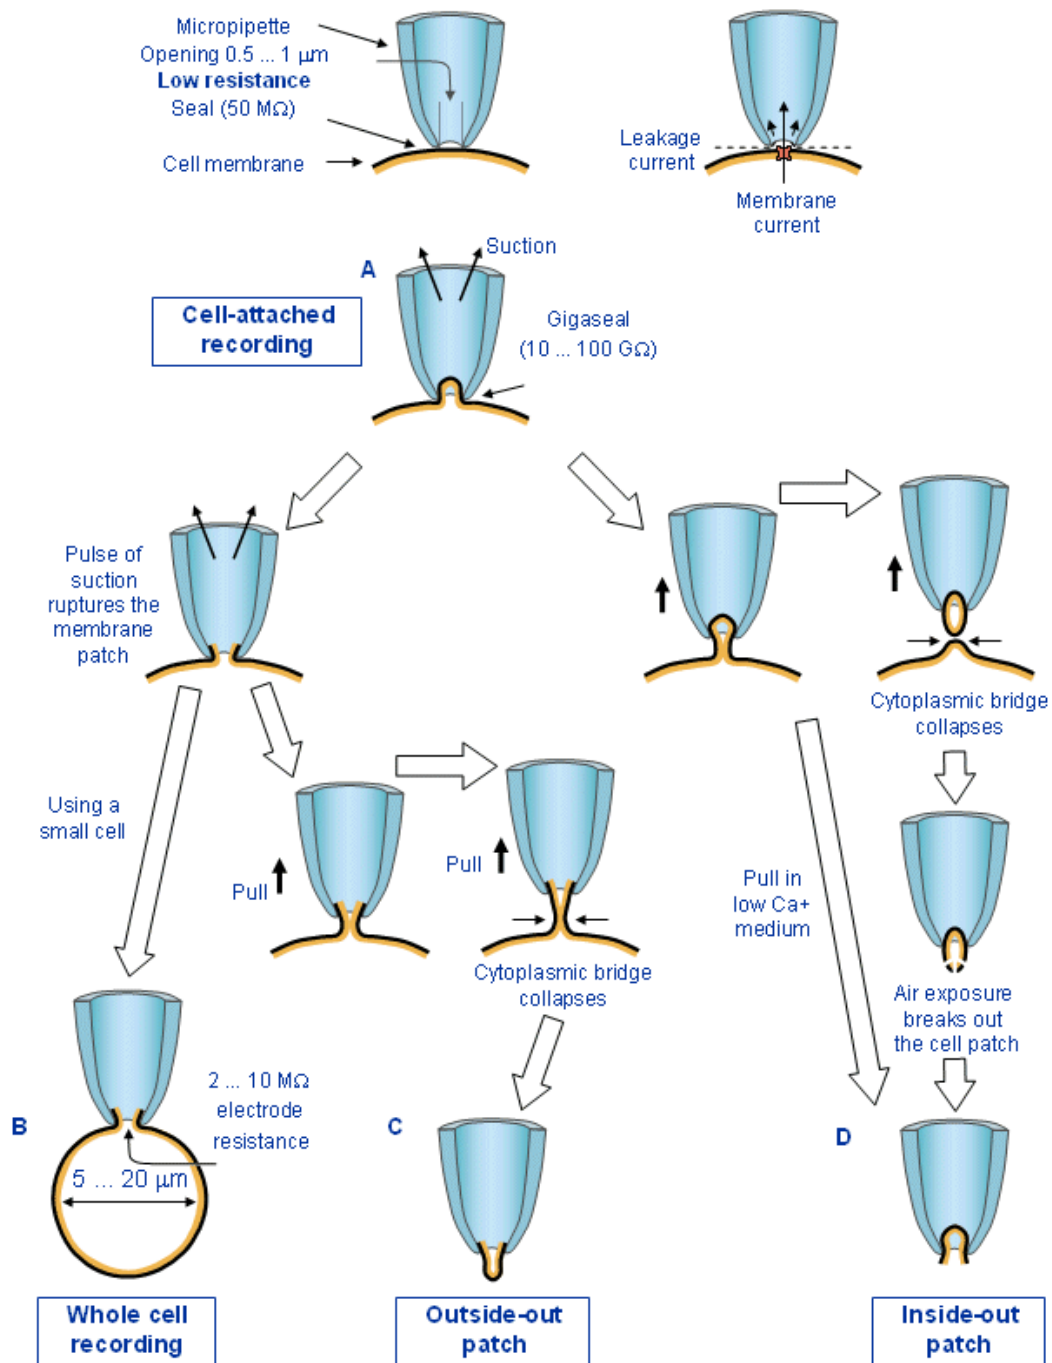 Micropipette
Opening 0.5 ... 1 μm
Low resistance
Seal (50 MΩ)
Cell membrane
Leakage
current
Membrane
current
A
Suction
Cell-attached
recording
Gigaseal
(10 ... 100 GΩ)
Pulse of
suction
ruptures the
membrane
patch
Cytoplasmic bridge
collapses
Using a
small cell
Pull
Pull
Pull in
low Ca+
medium
Cytoplasmic bridge
collapses
Air exposure
breaks out
the cell patch
B
2 ... 10 MΩ
electrode
resistance
5 ... 20 μm
C
D
Whole cell
recording
Outside-out
patch
Inside-out
patch